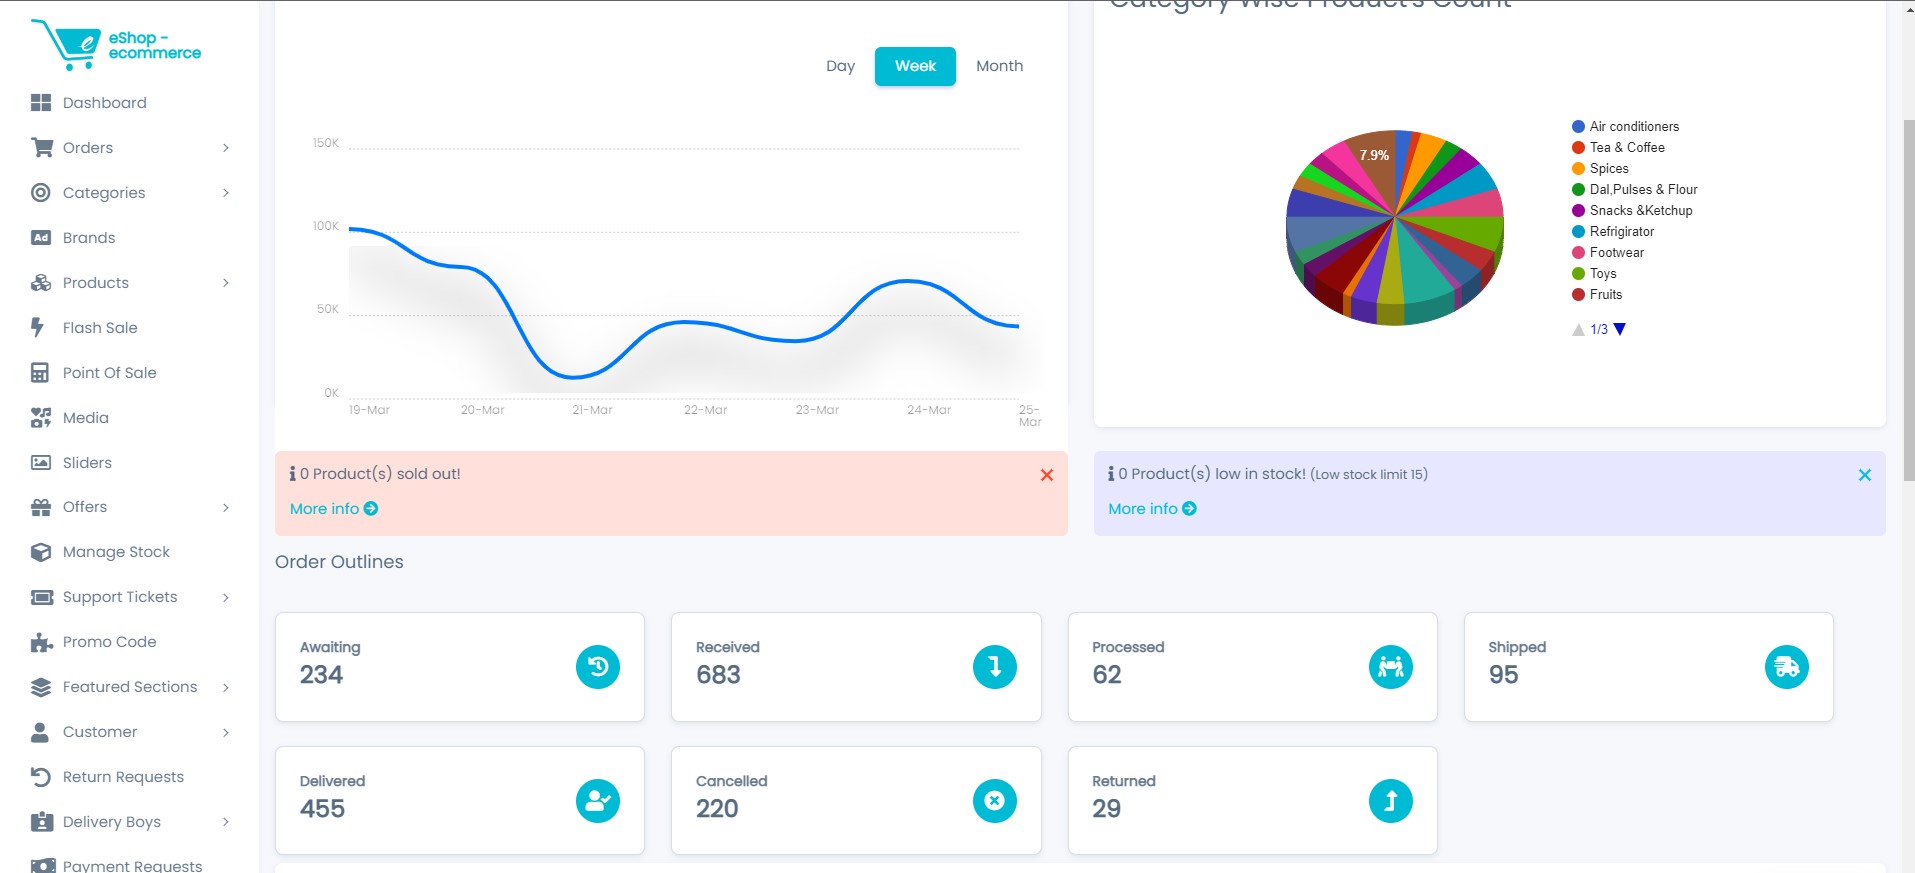 eShop -
ecommerce
Dashboard
Orders
Categories
Ad Brands
Products
Flash Sale
Point Of Sale
Media
Sliders
Offers
Manage Stock
Support Tickets
Promo Code
Featured Sections
Customer
Return Requests
Delivery Boys
Payment Requests
Day Week Month
150K
100K
50K
0K
19-Mar 20-Mar 21-Mar 22-Mar 23-Mar 24-Mar 25-
Mar
Category Wise Product's Count
7.9%
Air conditioners
Tea & Coffee
Spices
Dal,Pulses & Flour
Snacks &Ketchup
Refrigirator
Footwear
Toys
Fruits
1/3
0 Product(s) sold out!
More info
0 Product(s) low in stock! (Low stock limit 15)
More info
Order Outlines
Awaiting
234
Received
683
Processed
62
Shipped
95
Delivered
455
Cancelled
220
Returned
29